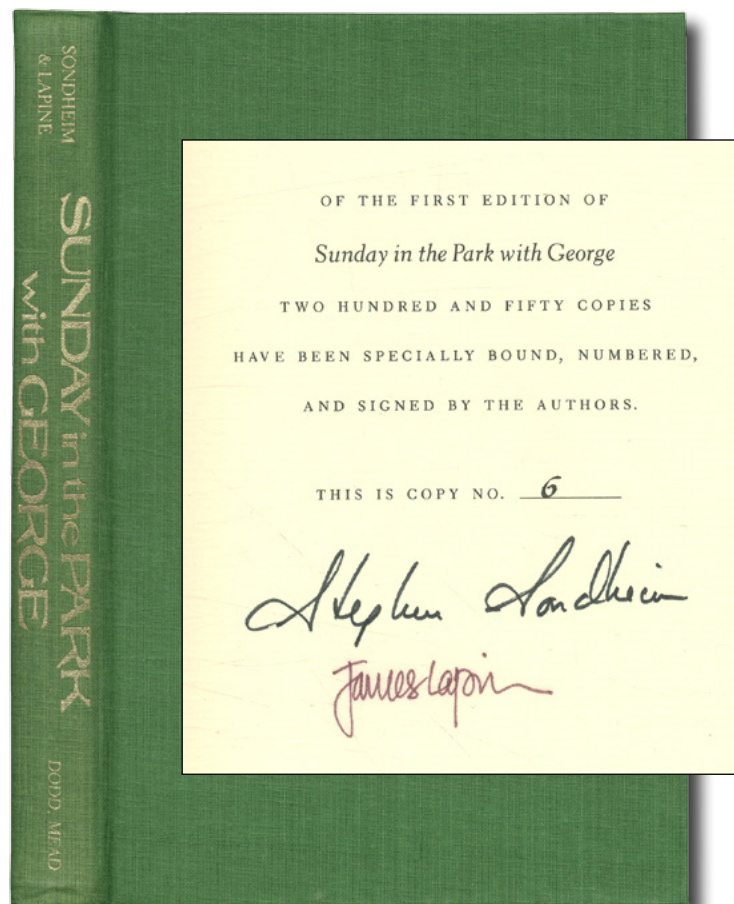 SONDHEIM
& LAPINE
SUNDAY in the PARK
with GEORGE
DODD, MEAD
OF THE FIRST EDITION OF
Sunday in the Park with George
TWO HUNDRED AND FIFTY COPIES
HAVE BEEN SPECIALLY BOUND, NUMBERED,
AND SIGNED BY THE AUTHORS.
THIS IS COPY NO. 6
Stephen Sondheim
James Lapine